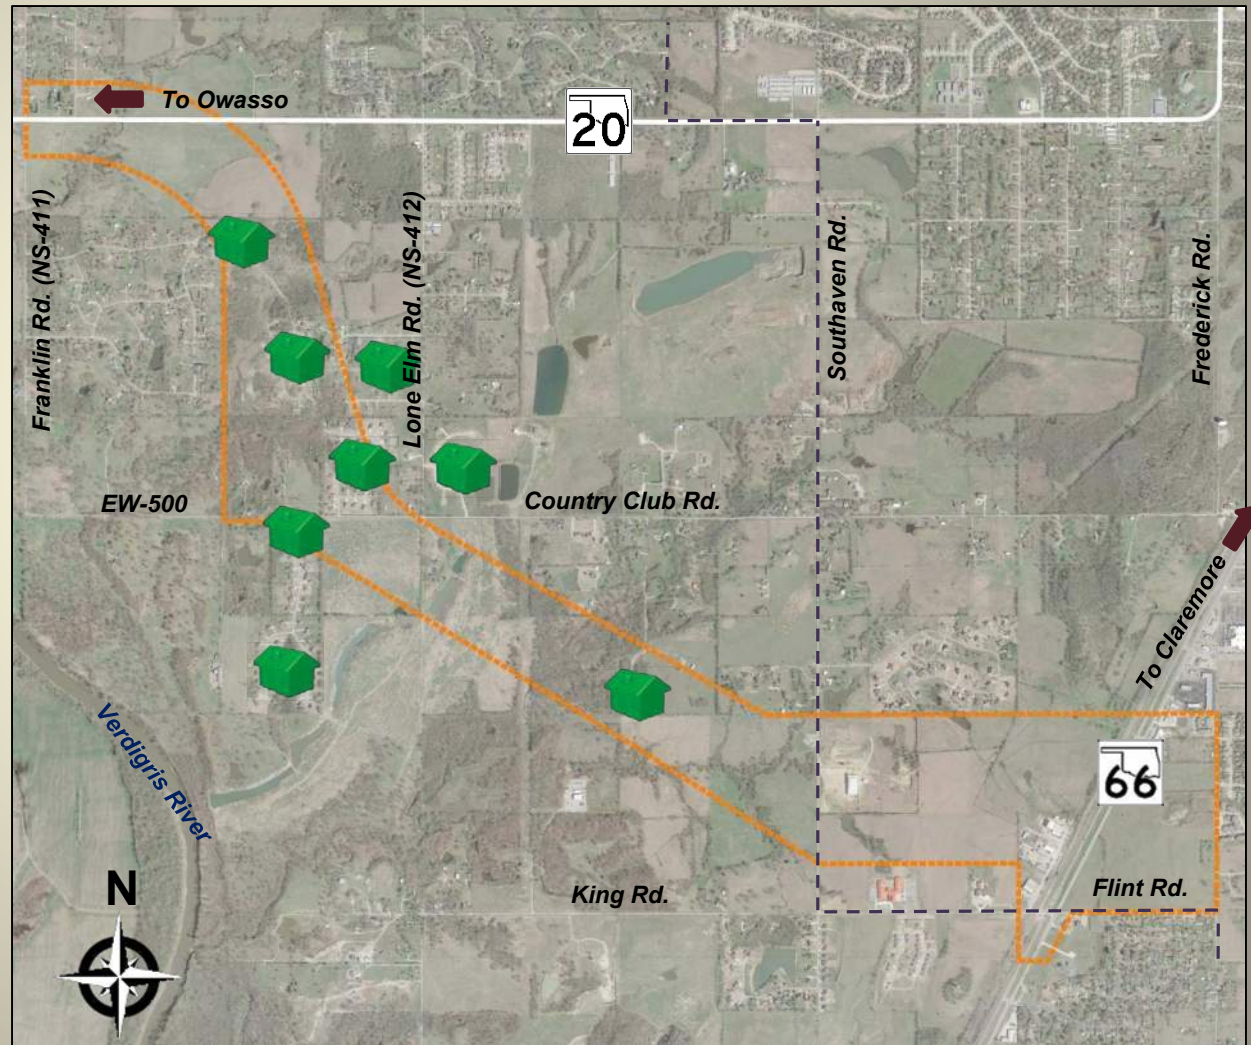 To Owasso
20
Franklin Rd. (NS-411)
Lone Elm Rd. (NS-412)
Southaven Rd.
Frederick Rd.
EW-500
Country Club Rd.
To Claremore
Verdigris River
66
N
King Rd.
Flint Rd.